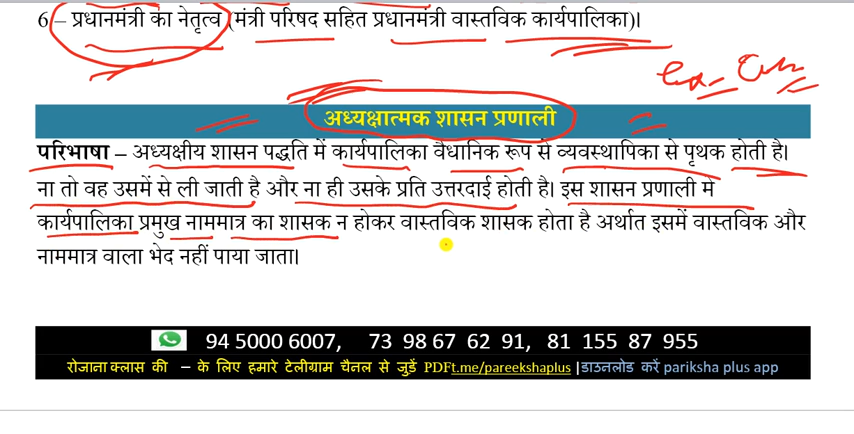 6 – प्रधानमंत्री का नेतृत्व (मंत्री परिषद सहित प्रधानमंत्री वास्तविक कार्यपालिका)।
अध्यक्षात्मक शासन प्रणाली
परिभाषा – अध्यक्षीय शासन पद्धति में कार्यपालिका वैधानिक रूप से व्यवस्थापिका से पृथक होती है।
ना तो वह उसमें से ली जाती है और ना ही उसके प्रति उत्तरदाई होती है। इस शासन प्रणाली में
कार्यपालिका प्रमुख नाममात्र का शासक न होकर वास्तविक शासक होता है अर्थात इसमें वास्तविक और
नाममात्र वाला भेद नहीं पाया जाता।
94 5000 6007, 73 98 67 62 91, 81 155 87 955
रोजाना क्लास की – के लिए हमारे टेलीग्राम चैनल से जुडें PDFt.me/pareekshaplus |डाउनलोड करें pariksha plus app